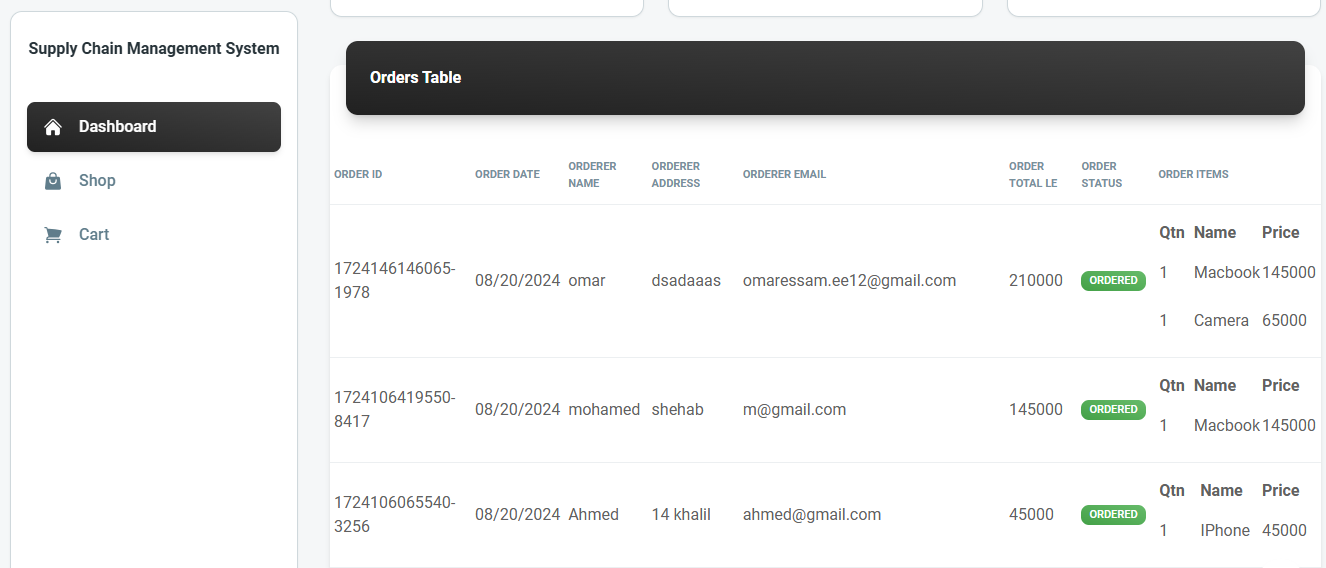 Supply Chain Management System
Dashboard
Shop
Cart
Orders Table
ORDER ID ORDER DATE ORDERER NAME ORDERER ADDRESS ORDERER EMAIL ORDER TOTAL LE ORDER STATUS ORDER ITEMS
1724146146065-1978 08/20/2024 omar dsadaaas omaressam.ee12@gmail.com 210000 ORDERED
Qtn Name Price
1 Macbook 145000
1 Camera 65000
1724106419550-8417 08/20/2024 mohamed shehab m@gmail.com 145000 ORDERED
Qtn Name Price
1 Macbook 145000
1724106065540-3256 08/20/2024 Ahmed 14 khalil ahmed@gmail.com 45000 ORDERED
Qtn Name Price
1 IPhone 45000